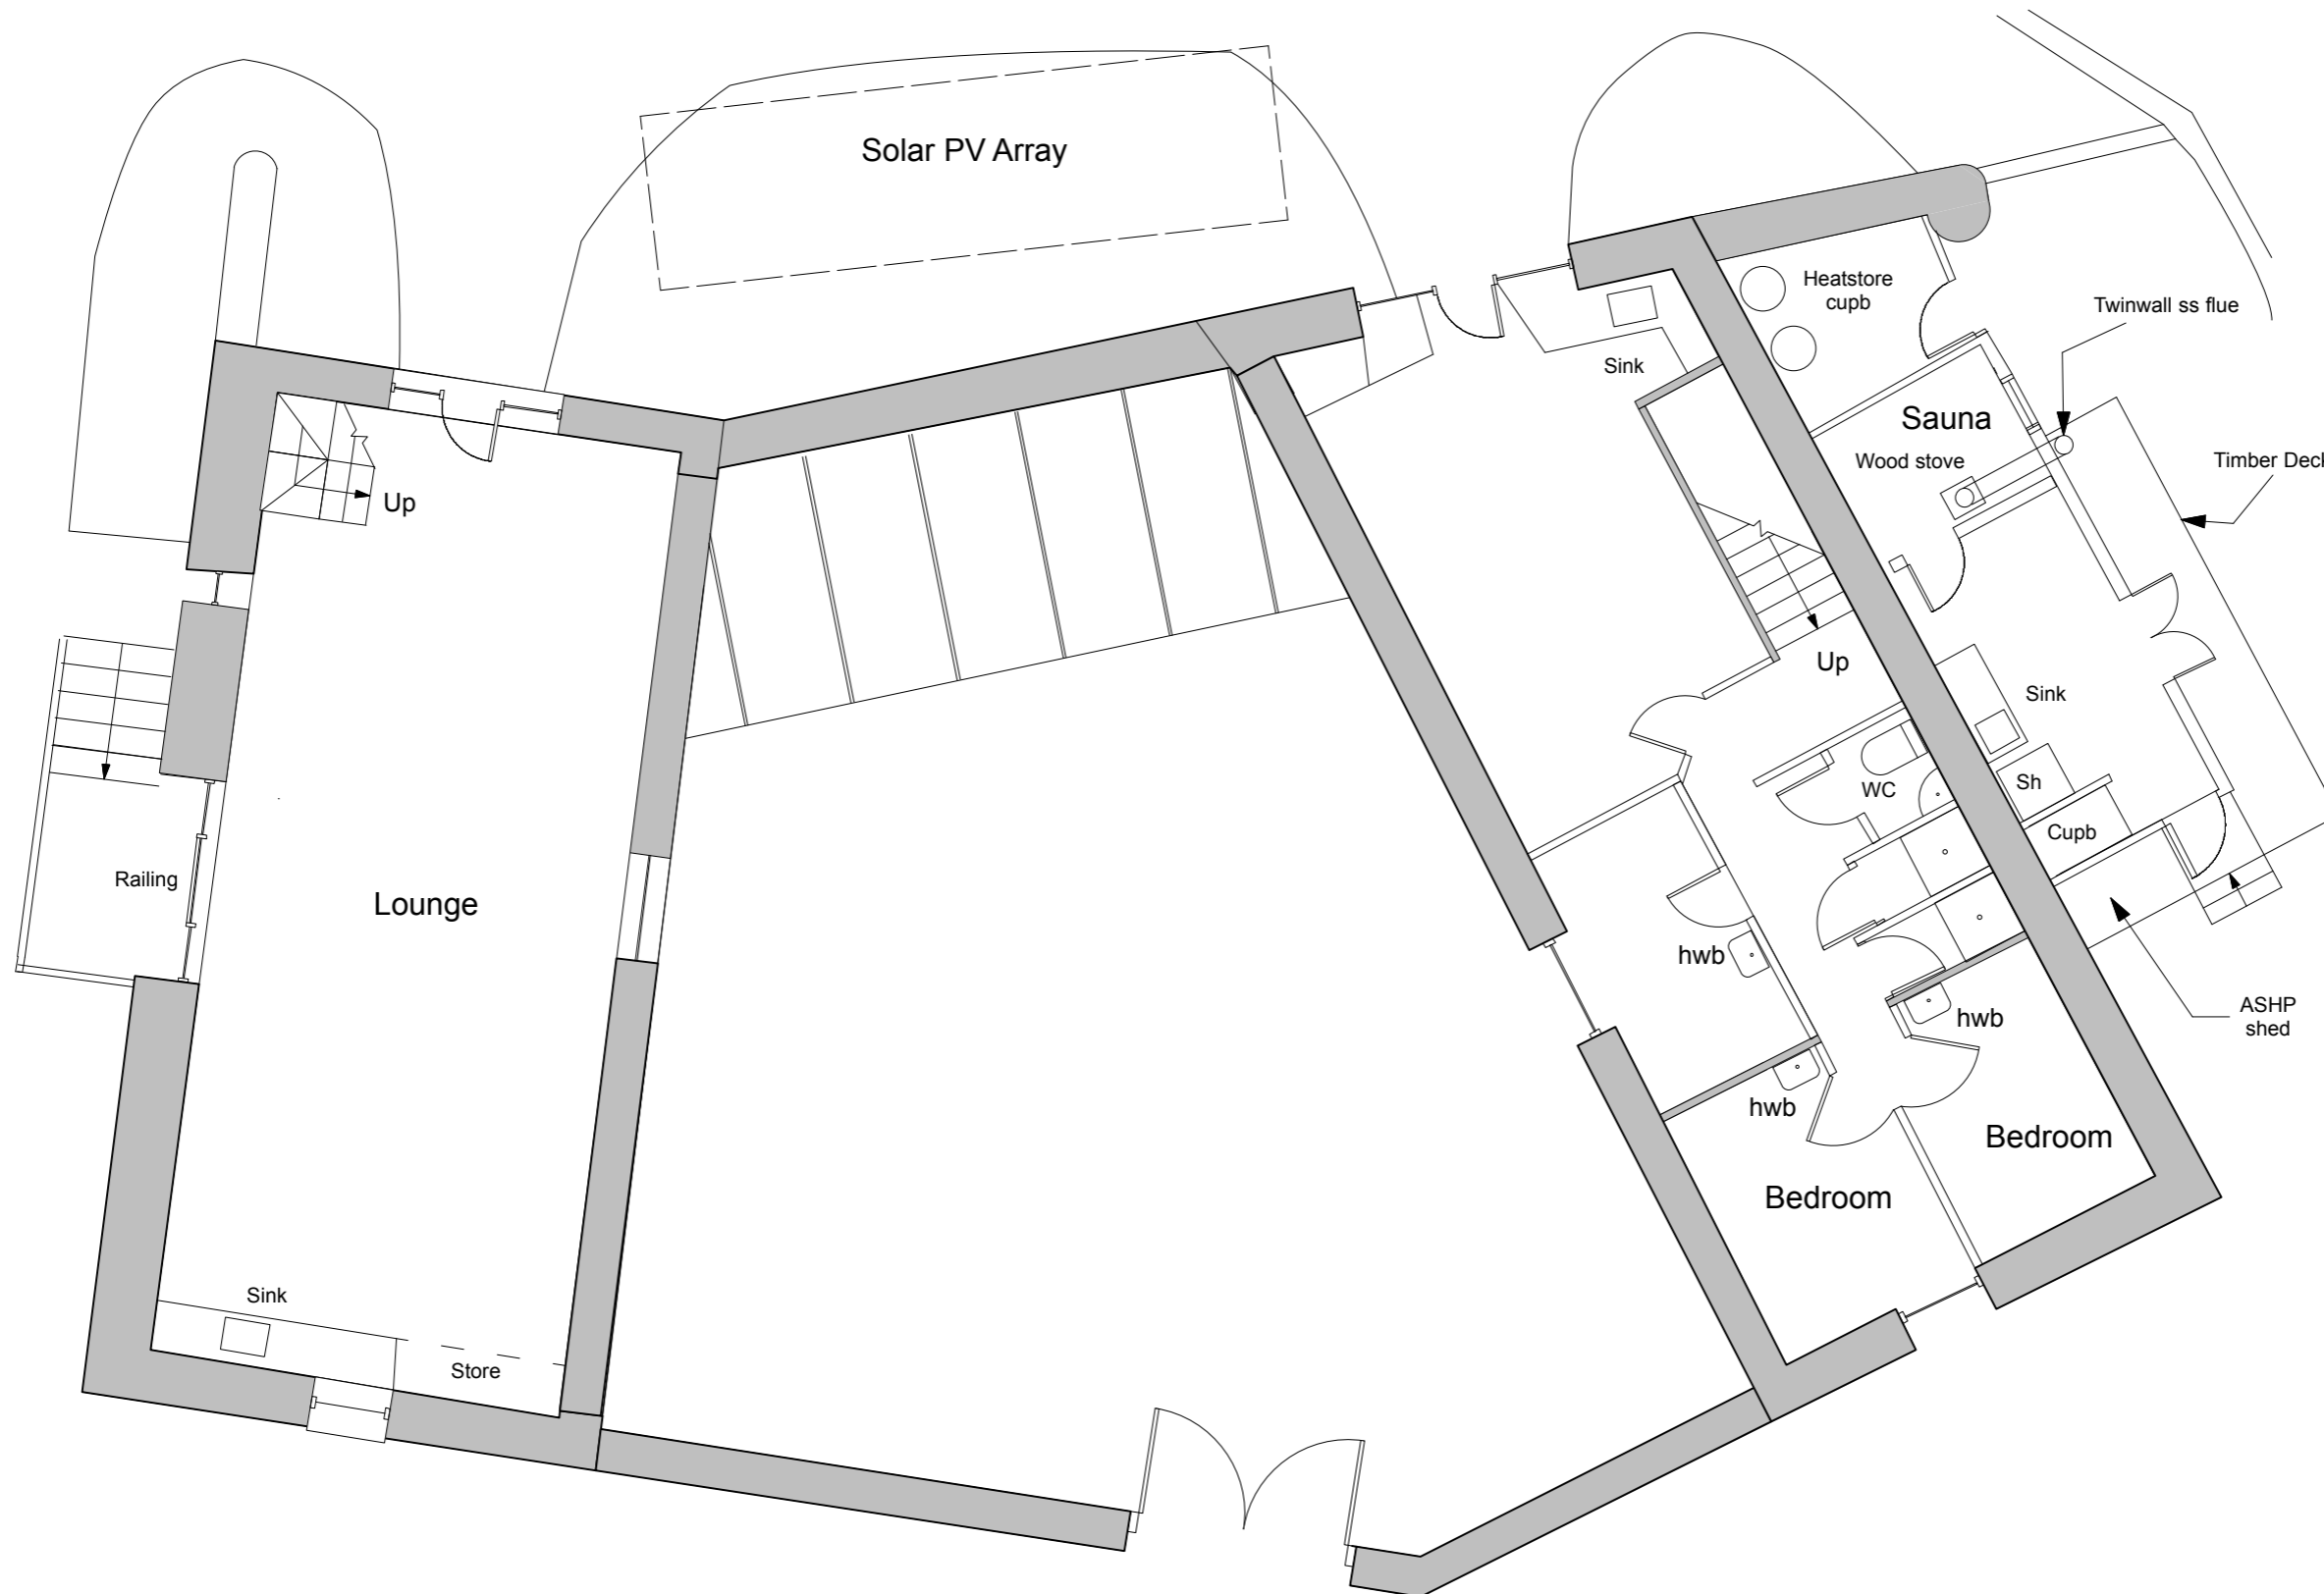 Solar PV Array
Heatstore
cupb
Twinwall ss flue
Sink
Sauna
Wood stove
Timber Deck
Up
Up
Sink
WC
Sh
Cupb
Railing
Lounge
hwb
hwb
ASHP
shed
hwb
Bedroom
Bedroom
Sink
Store